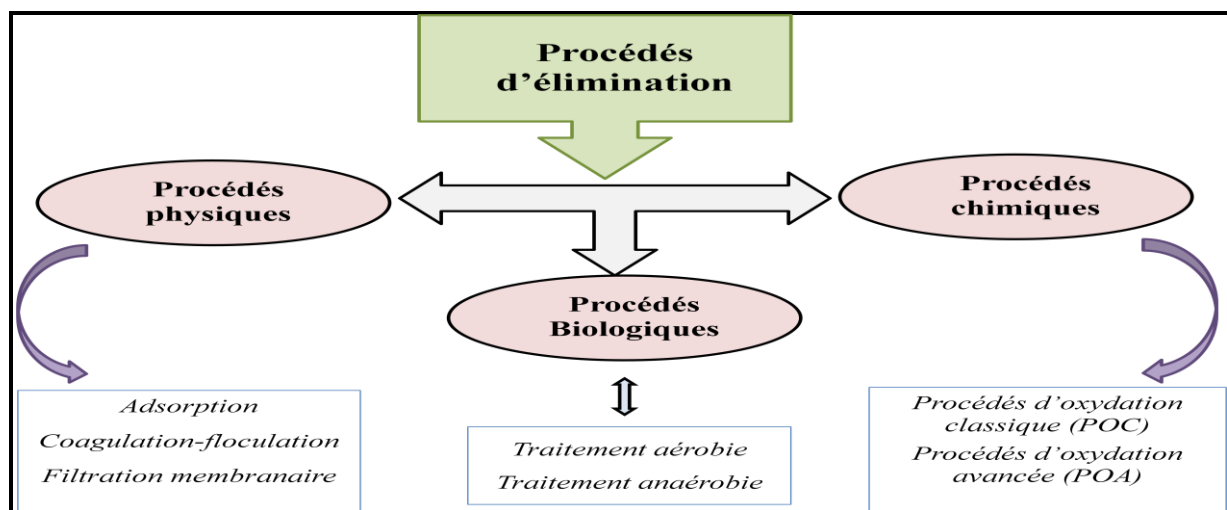 Procédés
d’élimination
Procédés
physiques
Procédés
chimiques
Procédés
Biologiques
Adsorption
Coagulation-floculation
Filtration membranaire
Traitement aérobie
Traitement anaérobie
Procédés d’oxydation
classique (POC)
Procédés d’oxydation
avancée (POA)